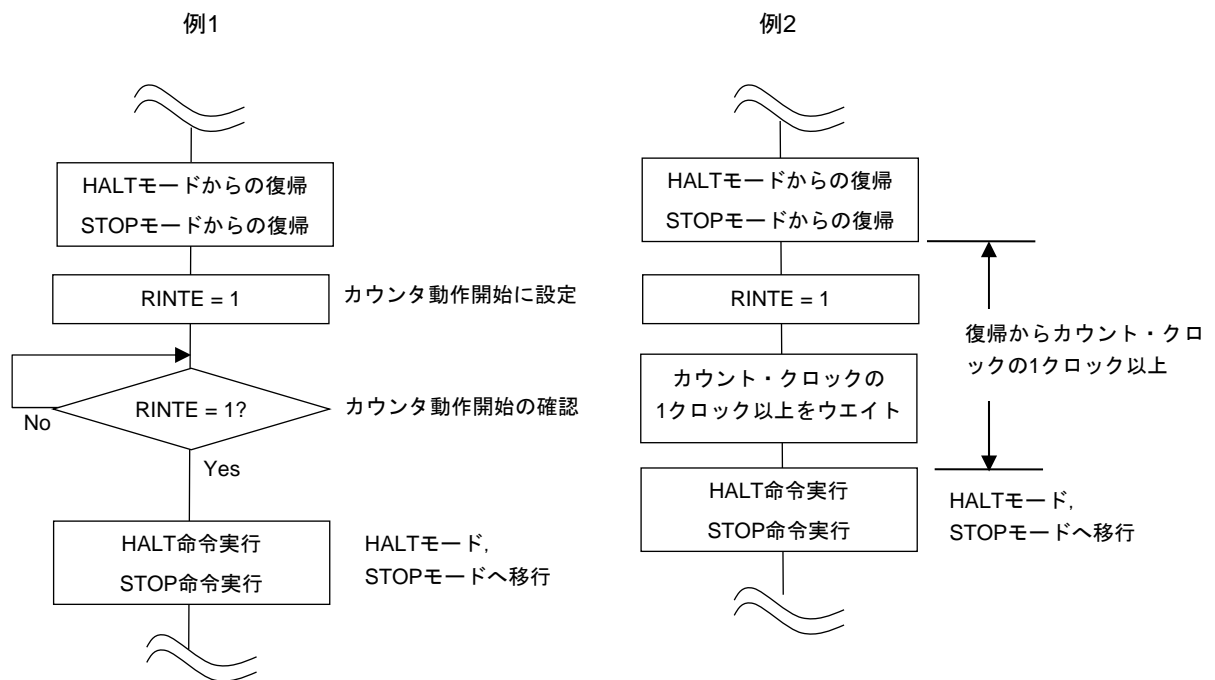 例1
HALTモードからの復帰
STOPモードからの復帰
RINTE = 1
カウンタ動作開始に設定
RINTE = 1?
カウンタ動作開始の確認
No
Yes
HALT命令実行
STOP命令実行
HALTモード,
STOPモードへ移行
例2
HALTモードからの復帰
STOPモードからの復帰
RINTE = 1
復帰からカウント・クロ
ックの1クロック以上
カウント・クロックの
1クロック以上をウエイト
HALT命令実行
STOP命令実行
HALTモード,
STOPモードへ移行